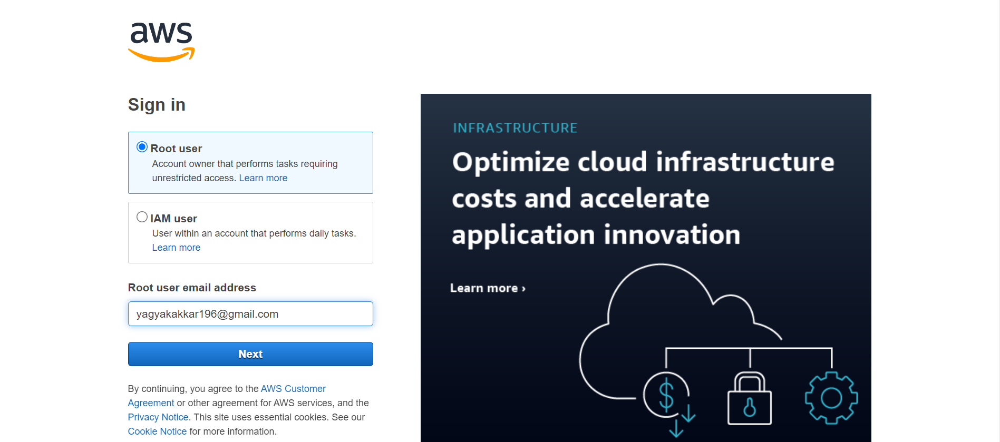 aws
Sign in
Root user
Account owner that performs tasks requiring
unrestricted access. Learn more
IAM user
User within an account that performs daily tasks.
Learn more
Root user email address
yagyakakkar196@gmail.com
Next
By continuing, you agree to the AWS Customer
Agreement or other agreement for AWS services, and the
Privacy Notice. This site uses essential cookies. See our
Cookie Notice for more information.
INFRASTRUCTURE
Optimize cloud infrastructure
costs and accelerate
application innovation
Learn more ›
$